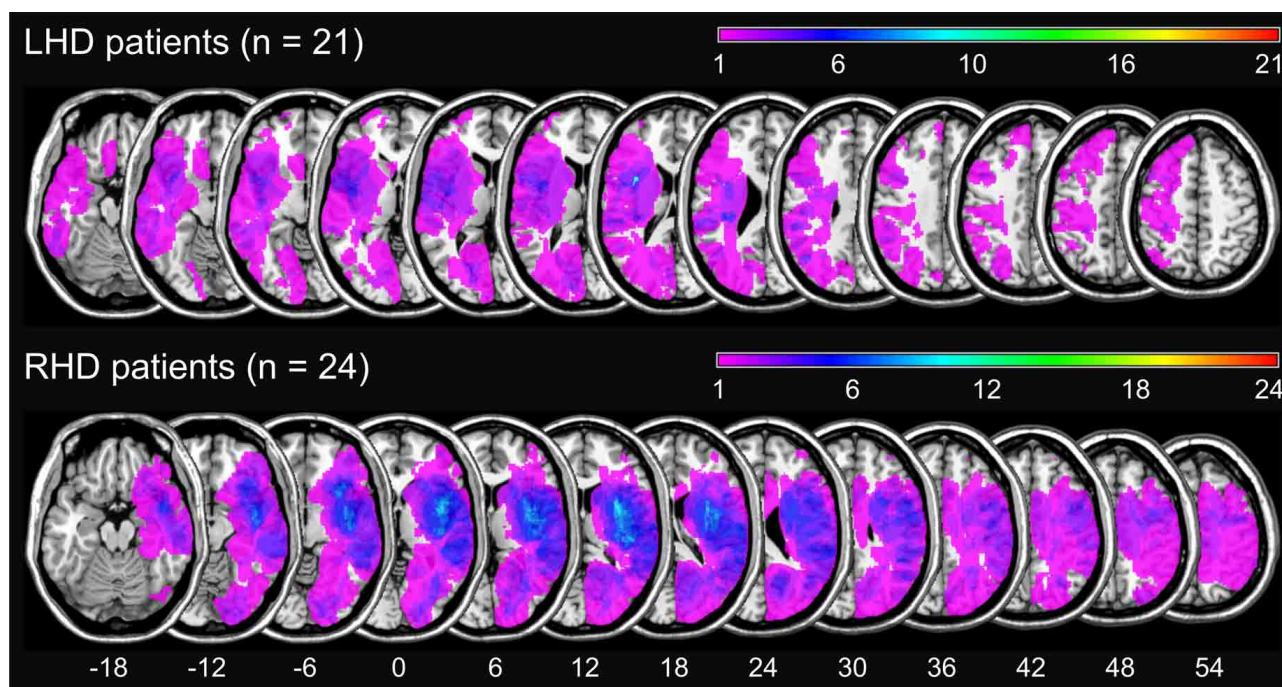 LHD patients (n = 21)
1 6 10 16 21
RHD patients (n = 24)
1 6 12 18 24
-18 -12 -6 0 6 12 18 24 30 36 42 48 54